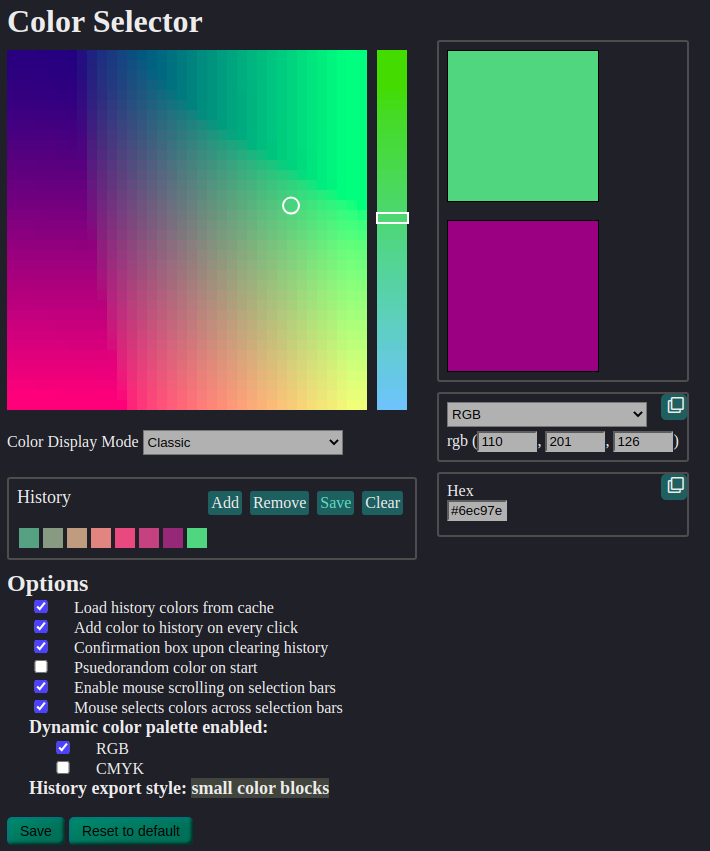 Color Selector
Color Display Mode Classic
RGB
rgb (110, 201, 126)
Hex
#6ec97e
History Add Remove Save Clear
Options
Load history colors from cache
Add color to history on every click
Confirmation box upon clearing history
Psuedorandom color on start
Enable mouse scrolling on selection bars
Mouse selects colors across selection bars
Dynamic color palette enabled:
RGB
CMYK
History export style: small color blocks
Save Reset to default